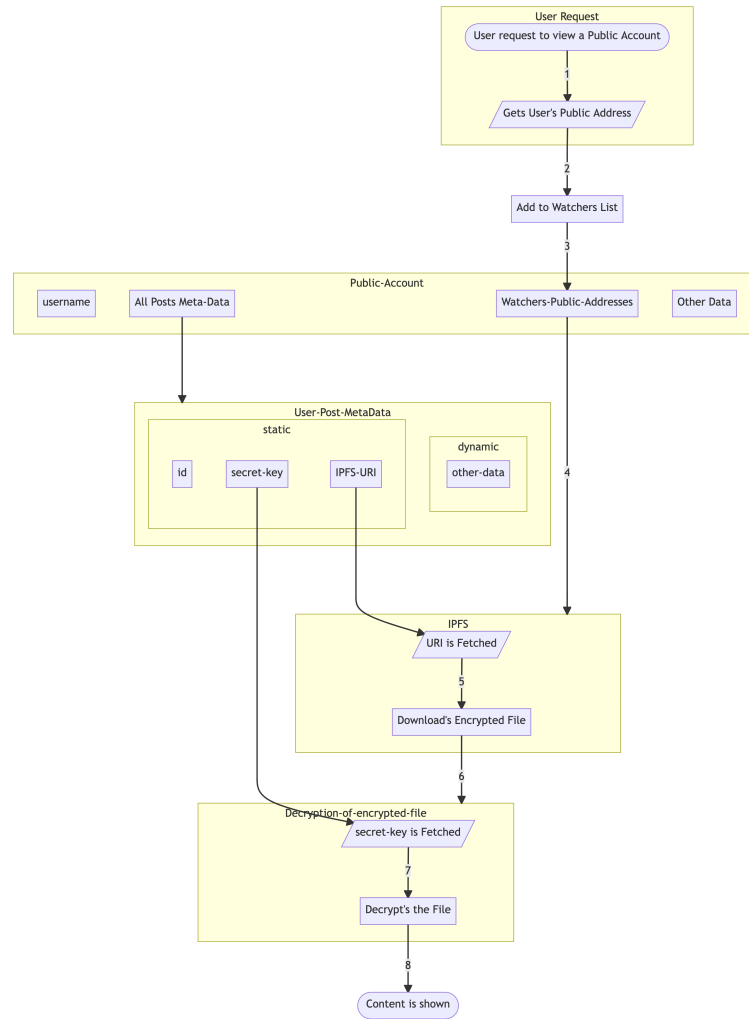 User Request
User request to view a Public Account
1
Gets User's Public Address
2
Add to Watchers List
3
Public-Account
username
All Posts Meta-Data
Watchers-Public-Addresses
Other Data
User-Post-MetaData
static
dynamic
id
secret-key
IPFS-URI
other-data
4
IPFS
URI is Fetched
5
Download's Encrypted File
6
Decryption-of-encrypted-file
secret-key is Fetched
7
Decrypt's the File
8
Content is shown